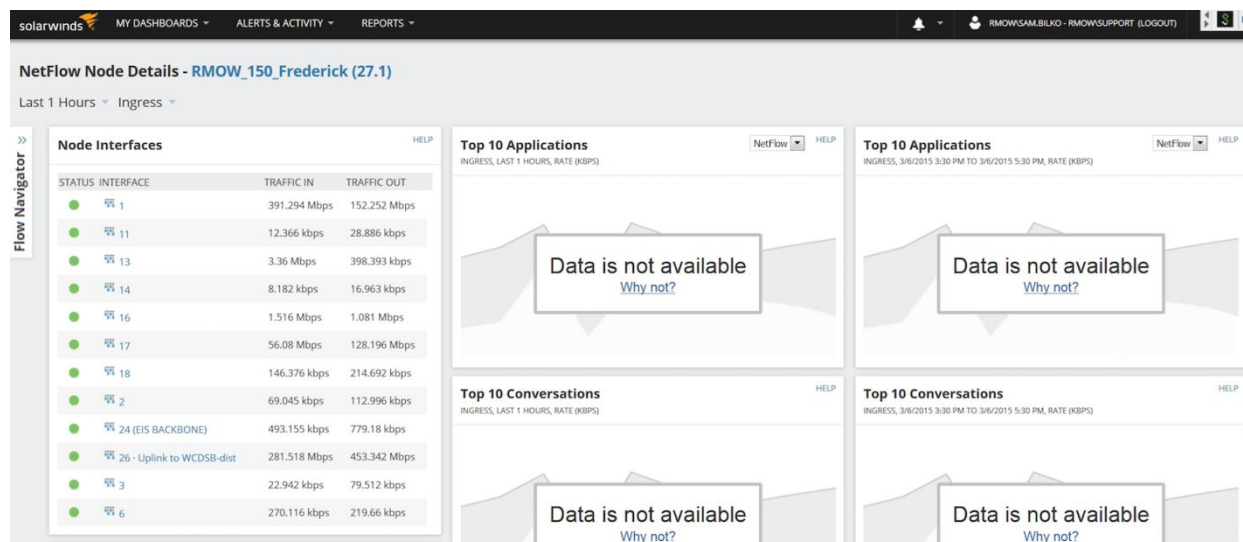 solarwinds MY DASHBOARDS ALERTS & ACTIVITY REPORTS RMOW\SAM.BILKO - RMOW\SUPPORT (LOGOUT) S
NetFlow Node Details - RMOW_150_Frederick (27.1)
Last 1 Hours Ingress
Flow Navigator
Node Interfaces HELP
STATUS INTERFACE TRAFFIC IN TRAFFIC OUT
1 391.294 Mbps 152.252 Mbps
11 12.366 kbps 28.886 kbps
13 3.36 Mbps 398.393 kbps
14 8.182 kbps 16.963 kbps
16 1.516 Mbps 1.081 Mbps
17 56.08 Mbps 128.196 Mbps
18 146.376 kbps 214.692 kbps
2 69.045 kbps 112.996 kbps
24 (EIS BACKBONE) 493.155 kbps 779.18 kbps
26 - Uplink to WCDSB-dist 281.518 Mbps 453.342 Mbps
3 22.942 kbps 79.512 kbps
6 270.116 kbps 219.66 kbps
Top 10 Applications NetFlow HELP
INGRESS, LAST 1 HOURS, RATE (KBPS)
Data is not available
Why not?
Top 10 Applications NetFlow HELP
INGRESS, 3/6/2015 3:30 PM TO 3/6/2015 5:30 PM, RATE (KBPS)
Data is not available
Why not?
Top 10 Conversations HELP
INGRESS, LAST 1 HOURS, RATE (KBPS)
Data is not available
Why not?
Top 10 Conversations HELP
INGRESS, 3/6/2015 3:30 PM TO 3/6/2015 5:30 PM, RATE (KBPS)
Data is not available
Why not?